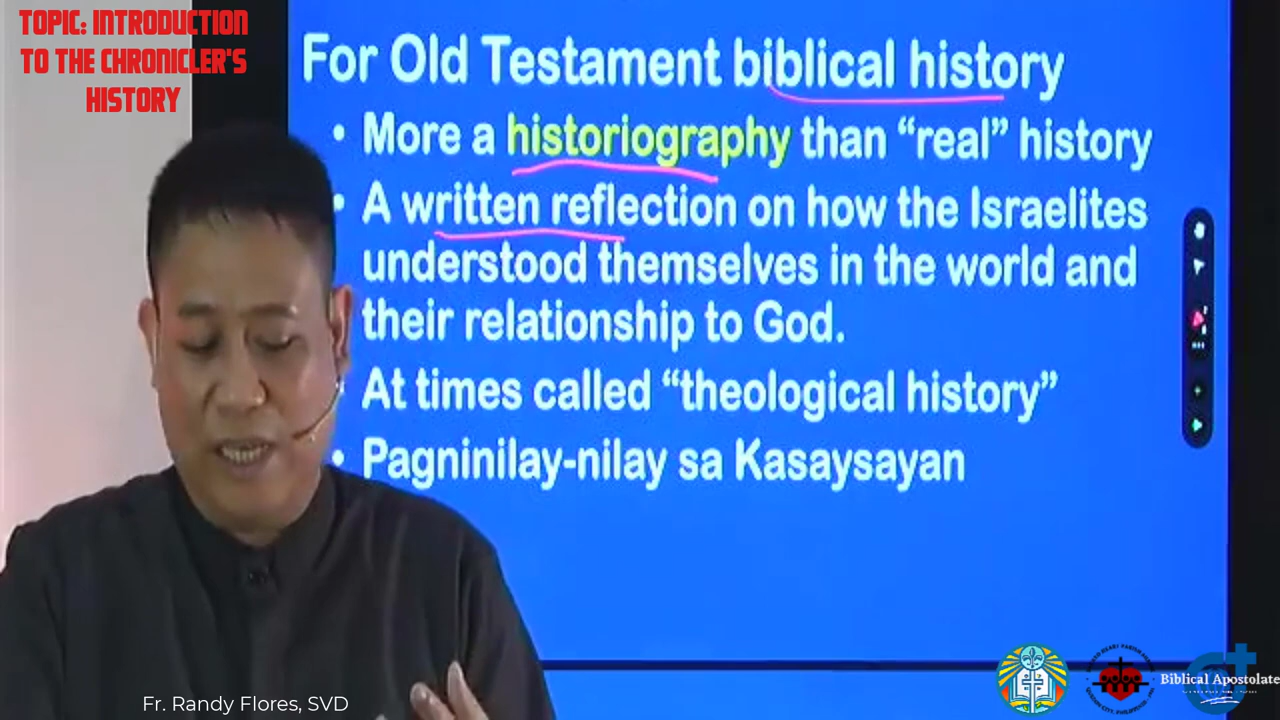 TOPIC: INTRODUCTION
TO THE CHRONICLER'S
HISTORY
For Old Testament biblical history
• More a historiography than “real” history
• A written reflection on how the Israelites
understood themselves in the world and
their relationship to God.
At times called “theological history”
• Pagninilay-nilay sa Kasaysayan
Fr. Randy Flores, SVD
Biblical Apostolate